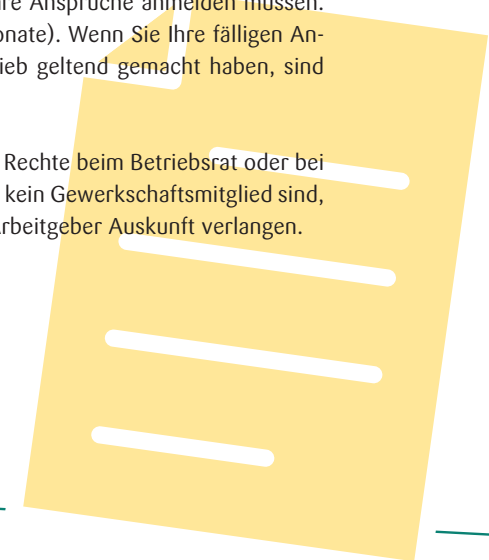 re Ansprüche anmelden müssen.
onate). Wenn Sie Ihre fälligen An-
ieb geltend gemacht haben, sind
Rechte beim Betriebsrat oder bei
kein Gewerkschaftsmitglied sind,
rbeitgeber Auskunft verlangen.